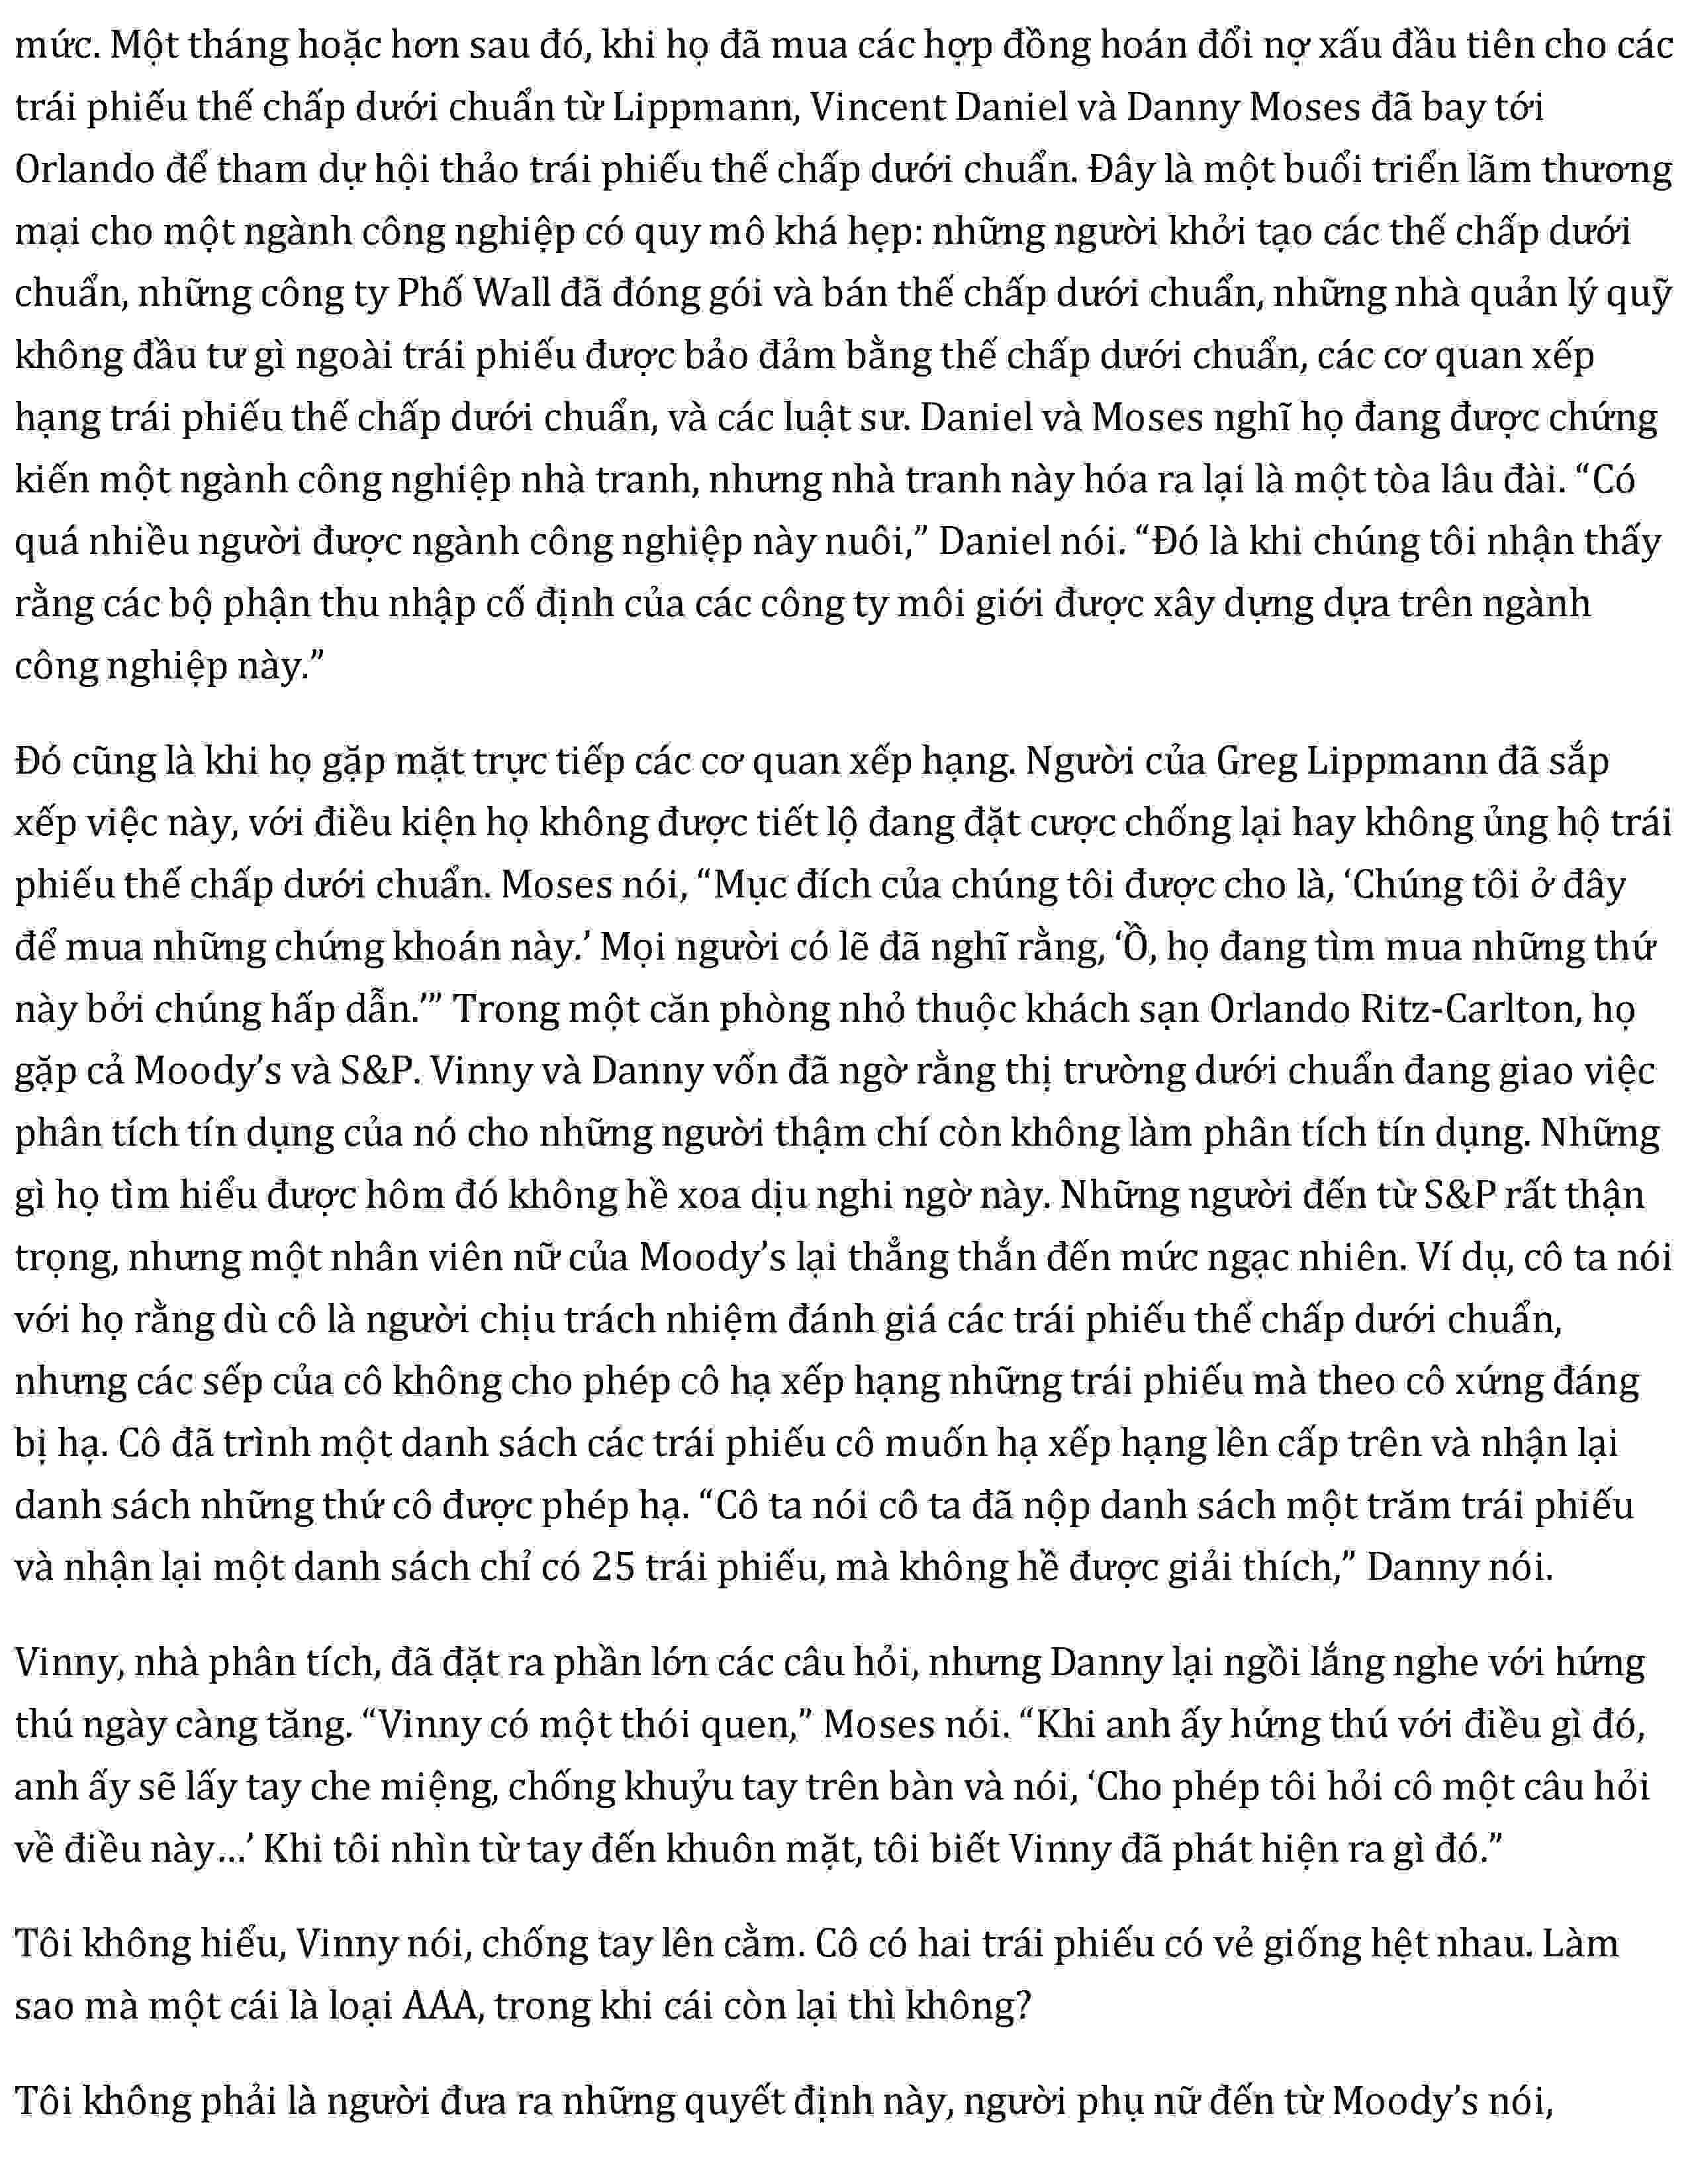 mức. Một tháng hoặc hơn sau đó, khi họ đã mua các hợp đồng hoán đổi nợ xấu đầu tiên cho các
trái phiếu thế chấp dưới chuẩn từ Lippmann, Vincent Daniel và Danny Moses đã bay tới
Orlando để tham dự hội thảo trái phiếu thế chấp dưới chuẩn. Đây là một buổi triển lãm thương
mại cho một ngành công nghiệp có quy mô khá hẹp: những người khởi tạo các thế chấp dưới
chuẩn, những công ty Phố Wall đã đóng gói và bán thế chấp dưới chuẩn, những nhà quản lý quỹ
không đầu tư gì ngoài trái phiếu được bảo đảm bằng thế chấp dưới chuẩn, các cơ quan xếp
hạng trái phiếu thế chấp dưới chuẩn, và các luật sư. Daniel và Moses nghĩ họ đang được chứng
kiến một ngành công nghiệp nhà tranh, nhưng nhà tranh này hóa ra lại là một tòa lâu đài. “Có
quá nhiều người được ngành công nghiệp này nuôi,” Daniel nói. “Đó là khi chúng tôi nhận thấy
rằng các bộ phận thu nhập cố định của các công ty môi giới được xây dựng dựa trên ngành
công nghiệp này.”
Đó cũng là khi họ gặp mặt trực tiếp các cơ quan xếp hạng. Người của Greg Lippmann đã sắp
xếp việc này, với điều kiện họ không được tiết lộ đang đặt cược chống lại hay không ủng hộ trái
phiếu thế chấp dưới chuẩn. Moses nói, “Mục đích của chúng tôi được cho là, ‘Chúng tôi ở đây
để mua những chứng khoán này.’ Mọi người có lẽ đã nghĩ rằng, ‘Ồ, họ đang tìm mua những thứ
này bởi chúng hấp dẫn.’” Trong một căn phòng nhỏ thuộc khách sạn Orlando Ritz-Carlton, họ
gặp cả Moody’s và S&P. Vinny và Danny vốn đã ngờ rằng thị trường dưới chuẩn đang giao việc
phân tích tín dụng của nó cho những người thậm chí còn không làm phân tích tín dụng. Những
gì họ tìm hiểu được hôm đó không hề xoa dịu nghi ngờ này. Những người đến từ S&P rất thận
trọng, nhưng một nhân viên nữ của Moody’s lại thẳng thắn đến mức ngạc nhiên. Ví dụ, cô ta nói
với họ rằng dù cô là người chịu trách nhiệm đánh giá các trái phiếu thế chấp dưới chuẩn,
nhưng các sếp của cô không cho phép cô hạ xếp hạng những trái phiếu mà theo cô xứng đáng
bị hạ. Cô đã trình một danh sách các trái phiếu cô muốn hạ xếp hạng lên cấp trên và nhận lại
danh sách những thứ cô được phép hạ. “Cô ta nói cô ta đã nộp danh sách một trăm trái phiếu
và nhận lại một danh sách chỉ có 25 trái phiếu, mà không hề được giải thích,” Danny nói.
Vinny, nhà phân tích, đã đặt ra phần lớn các câu hỏi, nhưng Danny lại ngồi lắng nghe với hứng
thú ngày càng tăng. “Vinny có một thói quen,” Moses nói. “Khi anh ấy hứng thú với điều gì đó,
anh ấy sẽ lấy tay che miệng, chống khuỷu tay trên bàn và nói, ‘Cho phép tôi hỏi cô một câu hỏi
về điều này...’ Khi tôi nhìn từ tay đến khuôn mặt, tôi biết Vinny đã phát hiện ra gì đó.”
Tôi không hiểu, Vinny nói, chống tay lên cằm. Cô có hai trái phiếu có vẻ giống hệt nhau. Làm
sao mà một cái là loại AAA, trong khi cái còn lại thì không?
Tôi không phải là người đưa ra những quyết định này, người phụ nữ đến từ Moody’s nói,